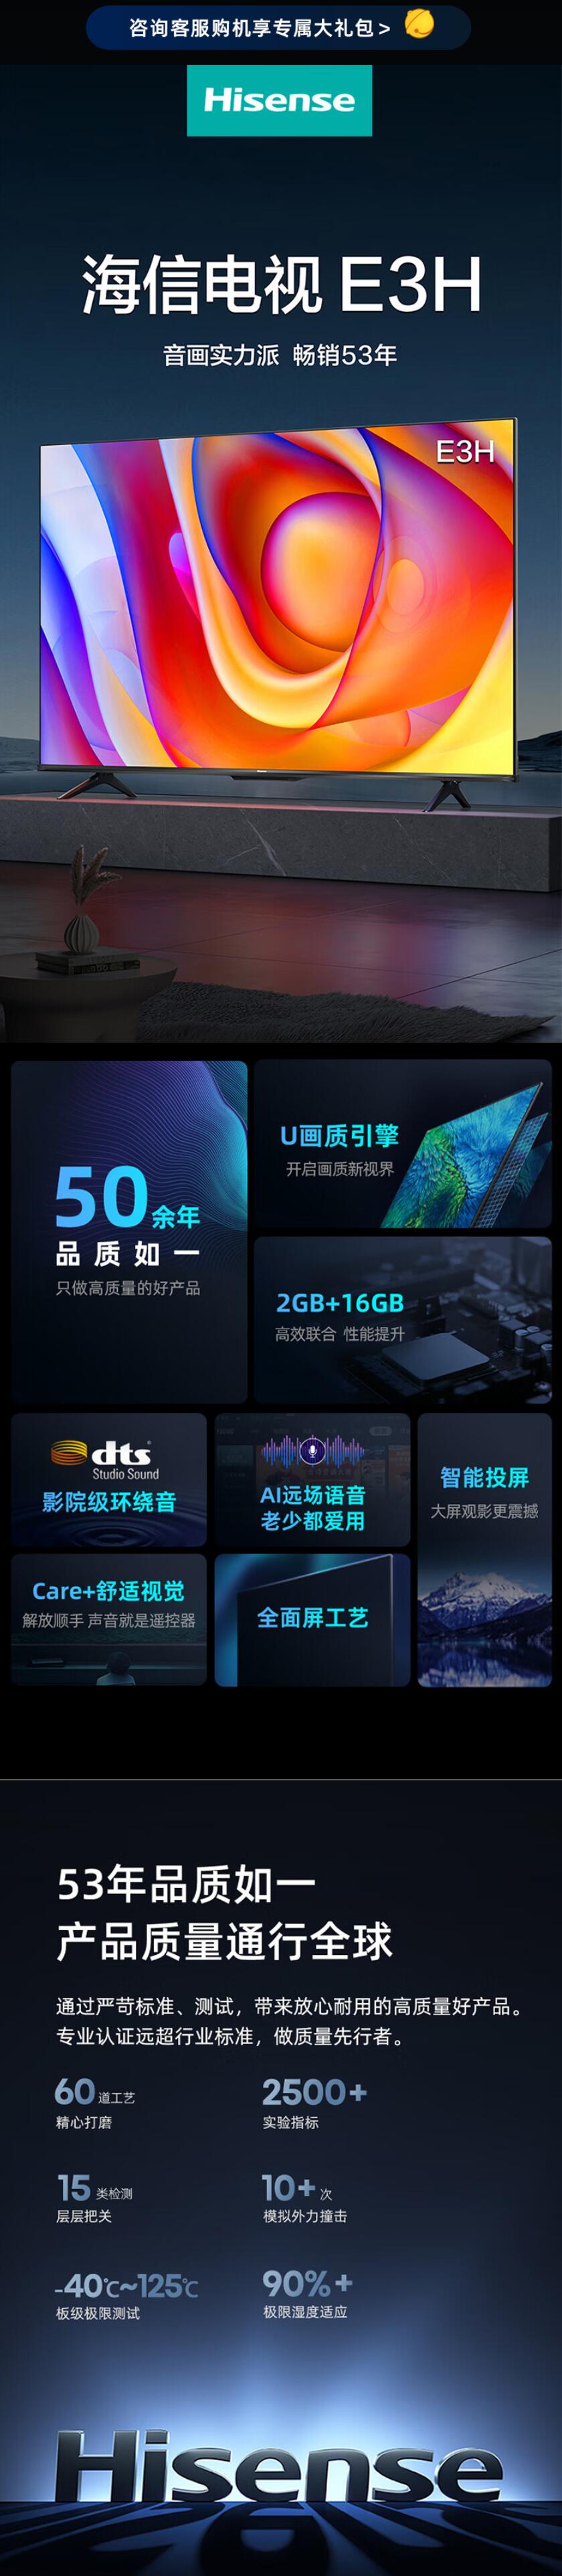 咨询客服购机享专属大礼包 >
Hisense
海信电视 E3H
音画实力派 畅销53年
E3H
50余年
品质如一
只做高质量的好产品
U画质引擎
开启画质新视界
2GB+16GB
高效联合 性能提升
dts
Studio Sound
影院级环绕音
AI远场语音
老少都爱用
智能投屏
大屏观影更震撼
Care+舒适视觉
解放顺手 声音就是遥控器
全面屏工艺
53年品质如一
产品质量通行全球
通过严苛标准、测试，带来放心耐用的高质量好产品。
专业认证远超行业标准，做质量先行者。
60 道工艺
精心打磨
2500+
实验指标
15 类检测
层层把关
10+ 次
模拟外力撞击
-40℃~125℃
板级极限测试
90%+
极限湿度适应
Hisense